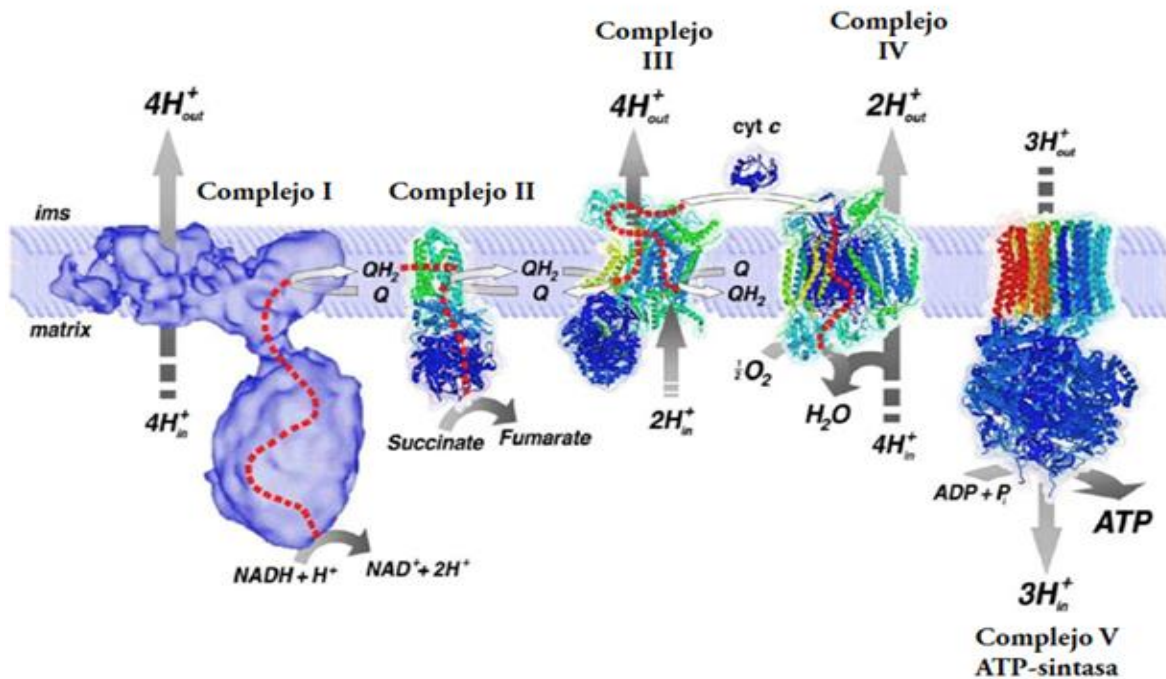 Complejo
III
Complejo
IV
4H⁺out
4H⁺out
cyt c
2H⁺out
3H⁺out
Complejo I
Complejo II
ims
QH₂
Q
QH₂
Q
Q
QH₂
matrix
4H⁺in
Succinate
Fumarate
2H⁺in
½O₂
H₂O
4H⁺in
ADP + Pi
ATP
NADH + H⁺
NAD⁺ + 2H⁺
3H⁺in
Complejo V
ATP-sintasa